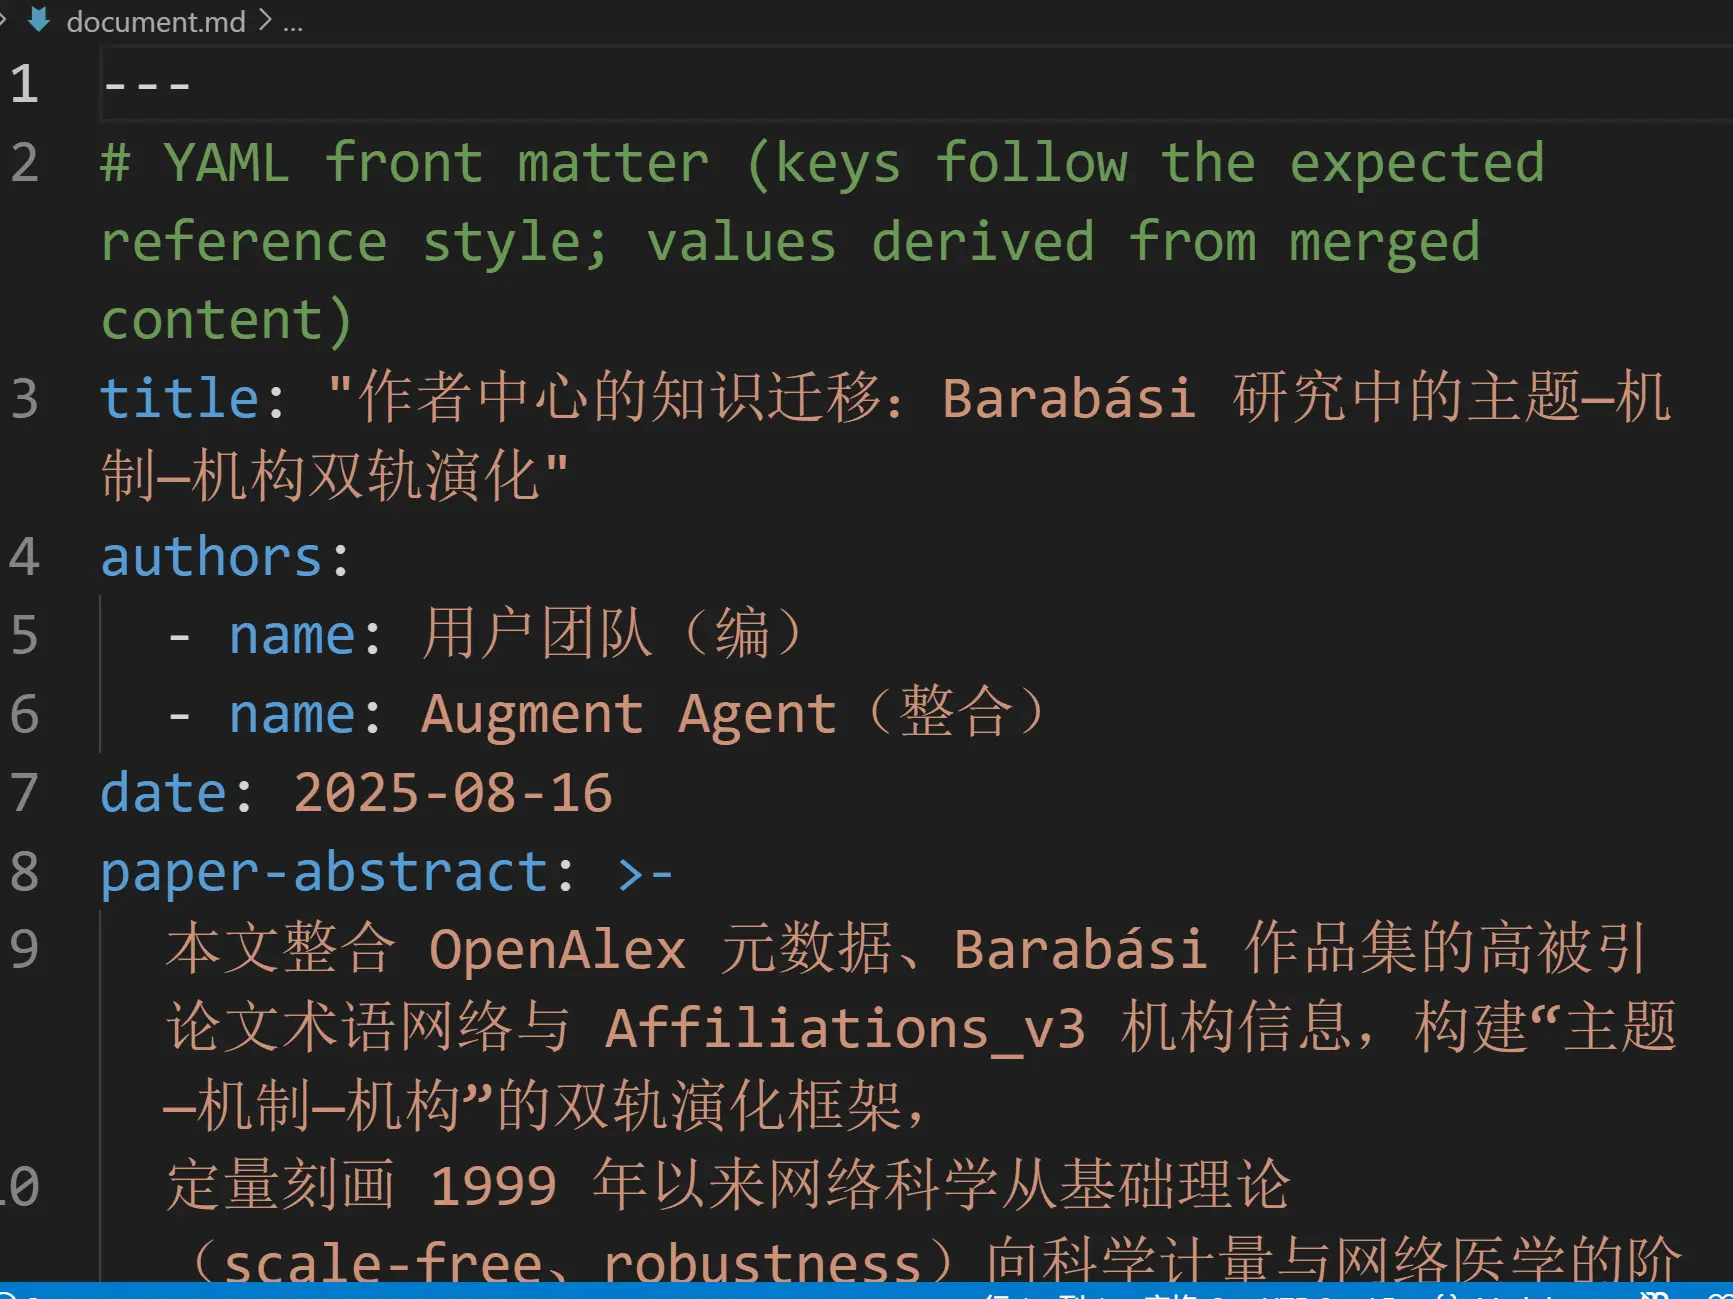 document.md > ...
1 ---
2 # YAML front matter (keys follow the expected
reference style; values derived from merged
content)
3 title: "作者中心的知识迁移：Barabási 研究中的主题—机
制—机构双轨演化"
4 authors:
5 - name: 用户团队（编）
6 - name: Augment Agent（整合）
7 date: 2025-08-16
8 paper-abstract: >-
9 本文整合 OpenAlex 元数据、Barabási 作品集的高被引
论文术语网络与 Affiliations_v3 机构信息，构建“主题
—机制—机构”的双轨演化框架，
10 定量刻画 1999 年以来网络科学从基础理论
（scale-free、robustness）向科学计量与网络医学的阶